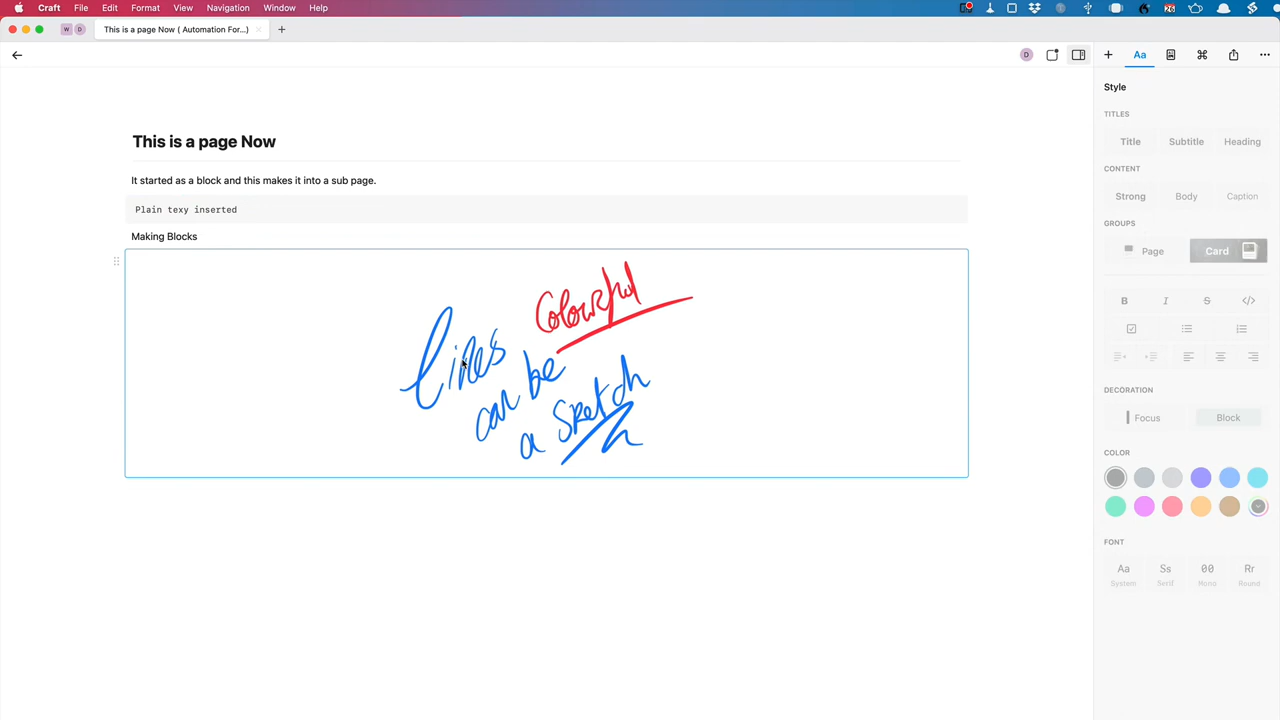 Craft File Edit Format View Navigation Window Help
W D This is a page Now ( Automation For...)
D Aa
This is a page Now
It started as a block and this makes it into a sub page.
Plain texy inserted
Making Blocks
Colourful
lines
can be
a sketch
Style
TITLES
Title Subtitle Heading
CONTENT
Strong Body Caption
GROUPS
Page Card
B I S </>
DECORATION
Focus Block
COLOR
FONT
Aa Ss 00 Rr
System Serif Mono Round